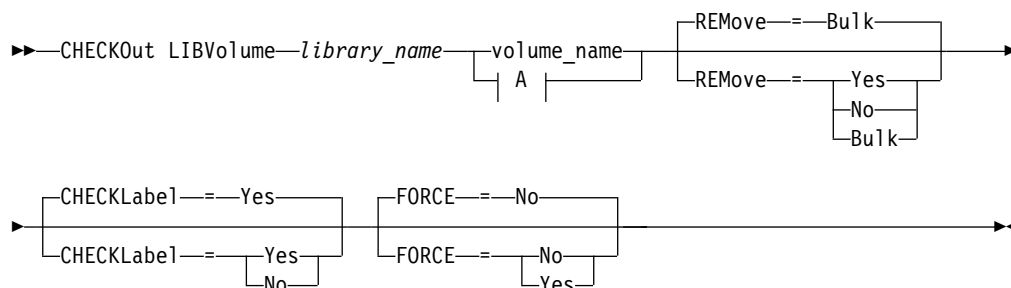 REMove = Bulk
CHECKOut LIBVolume library_name volume_name
A
REMove = Yes
No
Bulk
CHECKLabel = Yes
FORCE = No
CHECKLabel = Yes
No
FORCE = No
Yes